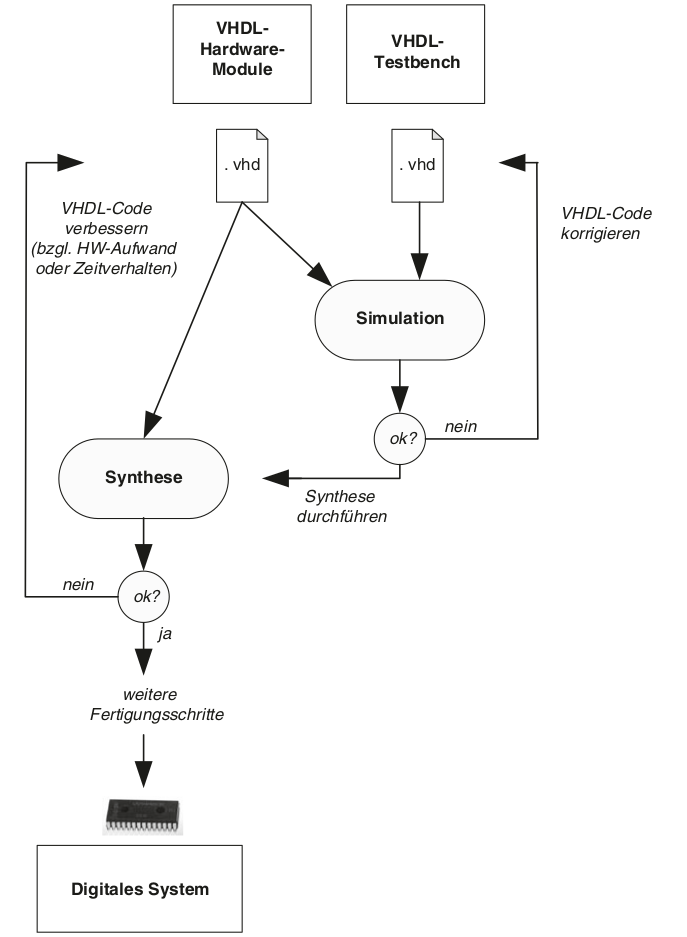 VHDL-
Hardware-
Module
VHDL-
Testbench
. vhd
. vhd
VHDL-Code
verbessern
(bzgl. HW-Aufwand
oder Zeitverhalten)
VHDL-Code
korrigieren
Simulation
ok?
nein
Synthese
Synthese
durchführen
nein
ok?
ja
weitere
Fertigungsschritte
Digitales System